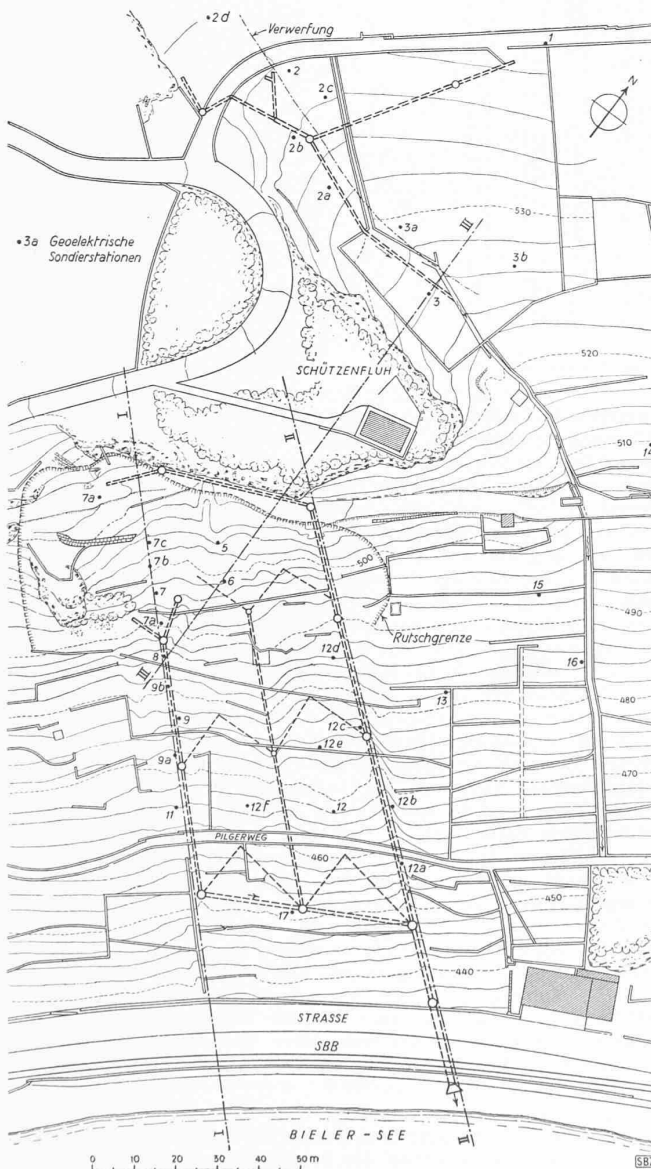 2d
Verwerfung
1
2
2c
N
2b
2a
3a
III
530
3a Geoelektrische
Sondierstationen
3b
3
520
SCHÜTZENFLUH
I
II
510
14
7a
7c
5
500
7b
6
7
15
490
7a
Rutschgrenze
8
12d
16
III
9b
13
480
9
12c
12e
9a
470
11
12f
12
12b
PILGERWEG
460
12a
450
17
440
STRASSE
SBB
I
II
BIELER-SEE
0 10 20 30 40 50m
SBZ